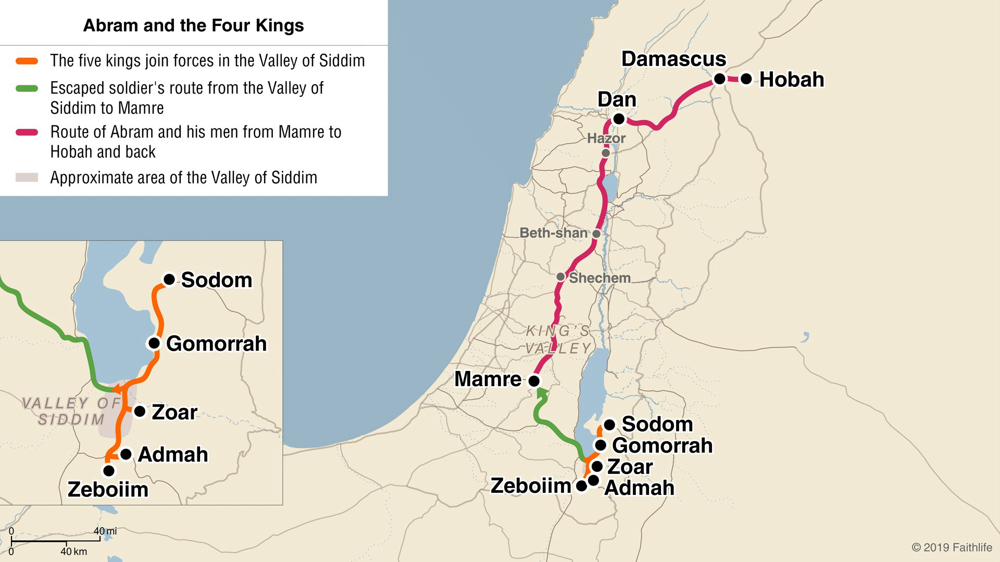 Abram and the Four Kings
The five kings join forces in the Valley of Siddim
Escaped soldier's route from the Valley of
Siddim to Mamre
Route of Abram and his men from Mamre to
Hobah and back
Approximate area of the Valley of Siddim
Damascus
Hobah
Dan
Hazor
Beth-shan
Shechem
KING'S
VALLEY
Mamre
Sodom
Gomorrah
Zoar
Zeboiim
Admah
Sodom
Gomorrah
VALLEY OF
SIDDIM
Zoar
Admah
Zeboiim
0 40 mi
0 40 km
© 2019 Faithlife